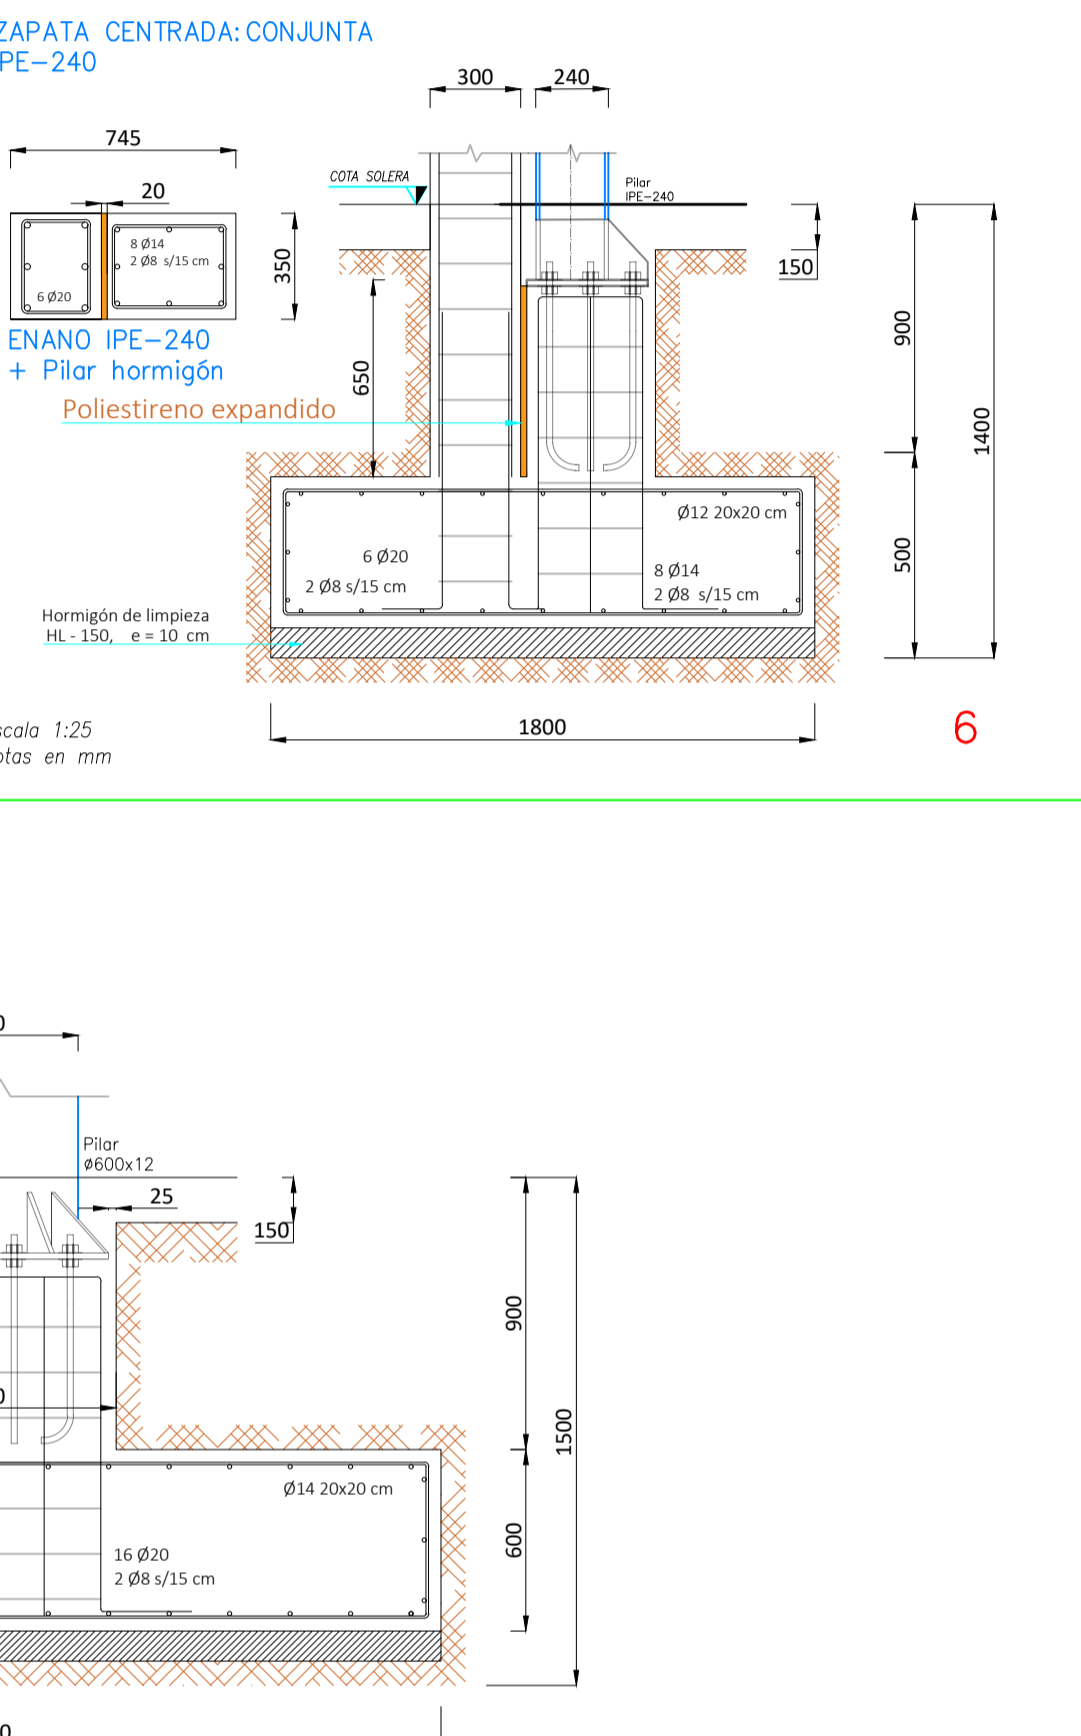 ZAPATA CENTRADA: CONJUNTA
PE-240
300
240
745
20
COTA SOLERA
Pilar
IPE-240
8 Ø14
2 Ø8 s/15 cm
6 Ø20
350
150
900
1400
ENANO IPE-240
+ Pilar hormigón
650
Poliestireno expandido
Ø12 20x20 cm
6 Ø20
2 Ø8 s/15 cm
8 Ø14
2 Ø8 s/15 cm
500
Hormigón de limpieza
HL - 150, e = 10 cm
1800
6
scala 1:25
otas en mm
0
Pilar
Ø600x12
25
150
900
1500
0
Ø14 20x20 cm
600
16 Ø20
2 Ø8 s/15 cm
0